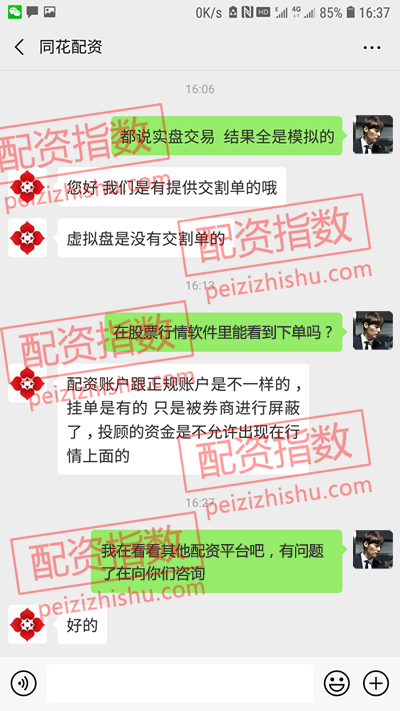 0K/s HD 4G 85% 16:37
同花配资
16:06
都说实盘交易 结果全是模拟的
您好 我们是有提供交割单的哦
虚拟盘是没有交割单的
16:13
在股票行情软件里能看到下单吗？
配资账户跟正规账户是不一样的，
挂单是有的 只是被券商进行屏蔽
了，投顾的资金是不允许出现在行
情上面的
16:27
我在看看其他配资平台吧，有问题
了在向你们咨询
好的
配资指数
peizizhishu.com
配资指数
peizizhishu.com
配资指数
peizizhishu.com
配资指数
peizizhishu.com
配资指数
peizizhishu.com